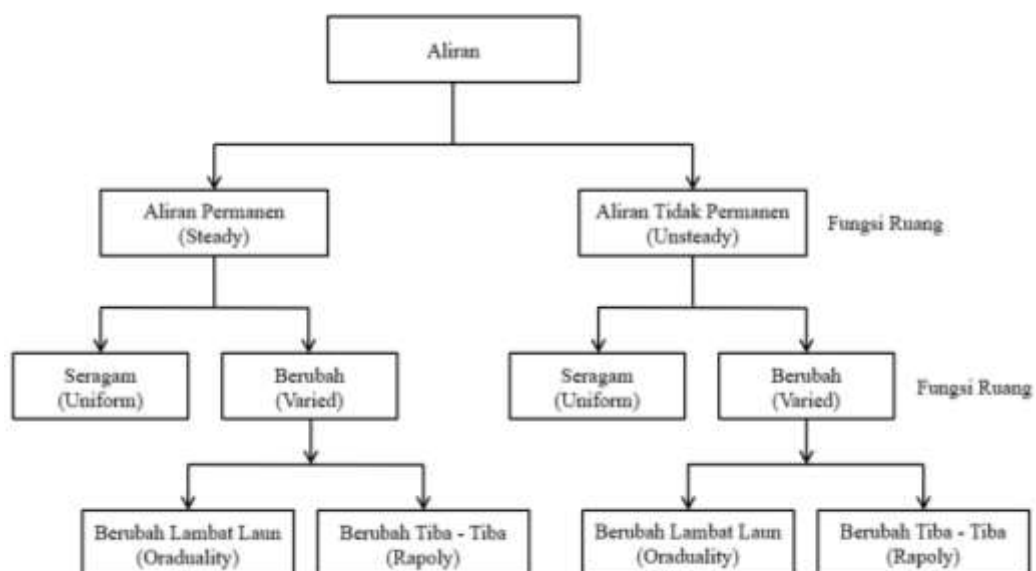 Aliran
Aliran Permanen
(Steady)
Aliran Tidak Permanen
(Unsteady)
Fungsi Ruang
Seragam
(Uniform)
Berubah
(Varied)
Seragam
(Uniform)
Berubah
(Varied)
Fungsi Ruang
Berubah Lambat Laun
(Oraduality)
Berubah Tiba - Tiba
(Rapoly)
Berubah Lambat Laun
(Oraduality)
Berubah Tiba - Tiba
(Rapoly)